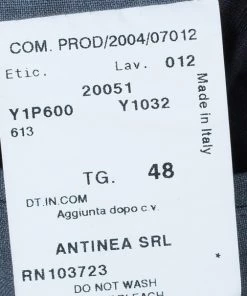 COM. PROD/2004/07012
Etic. Lav. 012
20051
Y1P600 Y1032
613
Made in Italy
TG. 48
DT.IN.COM
Aggiunta dopo c.v.
ANTINEA SRL
*
RN103723
DO NOT WASH